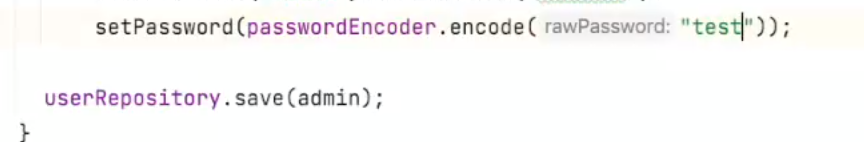 setPassword(passwordEncoder.encode( rawPassword: "test"));
userRepository.save(admin);
}